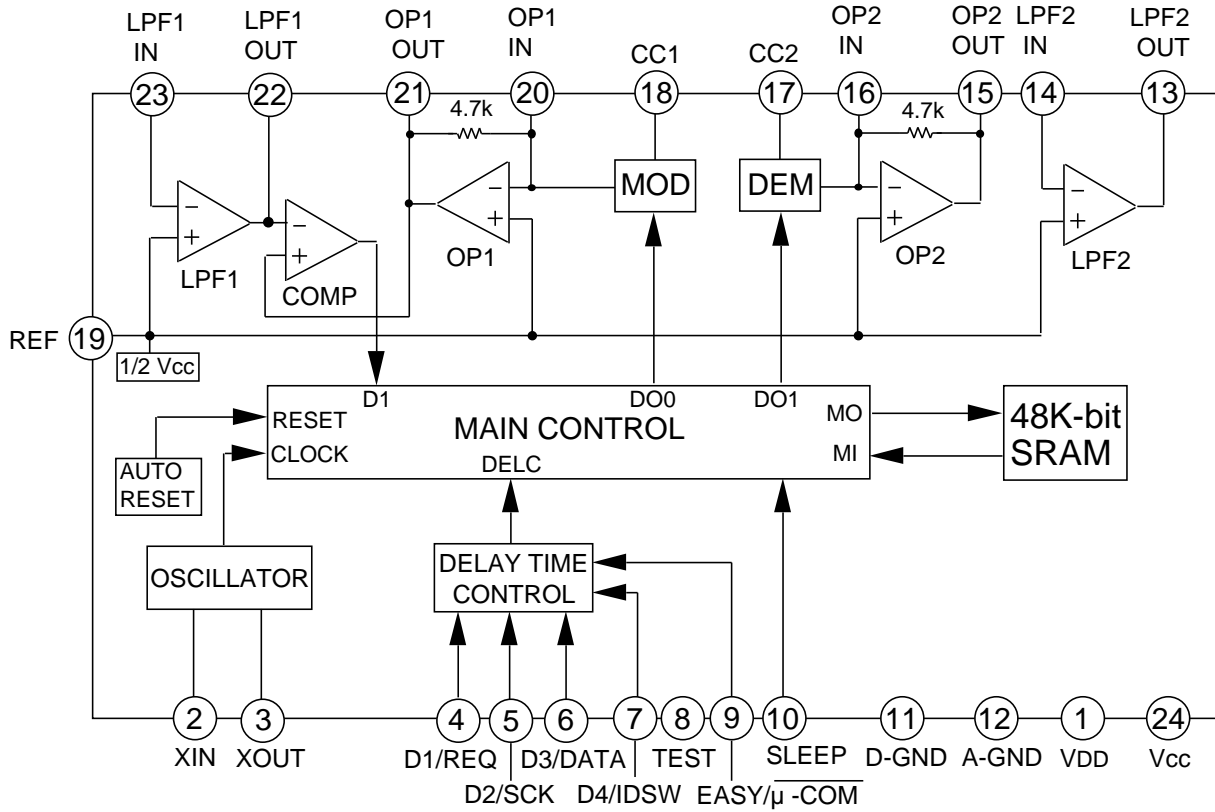 LPF1 IN
LPF1 OUT
OP1 OUT
OP1 IN
CC1
CC2
OP2 IN
OP2 OUT
LPF2 IN
LPF2 OUT
23
22
21
20
18
17
16
15
14
13
4.7k
4.7k
MOD
DEM
−
+
LPF1
−
+
COMP
−
+
OP1
−
+
OP2
−
+
LPF2
REF
19
1/2 Vcc
D1
DO0
DO1
RESET
CLOCK
MAIN CONTROL
DELC
MO
MI
48K-bit
SRAM
AUTO
RESET
OSCILLATOR
DELAY TIME
CONTROL
2
3
4
5
6
7
8
9
10
11
12
1
24
XIN
XOUT
D1/REQ
D3/DATA
TEST
SLEEP
D-GND
A-GND
VDD
Vcc
D2/SCK
D4/IDSW
EASY/μ -COM